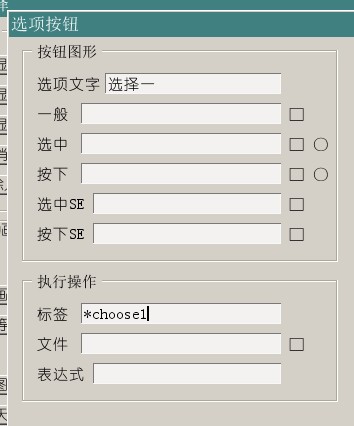 选项按钮
按钮图形
选项文字 选择一
一般
选中
按下
选中SE
按下SE
执行操作
标签 *choose1
文件
表达式